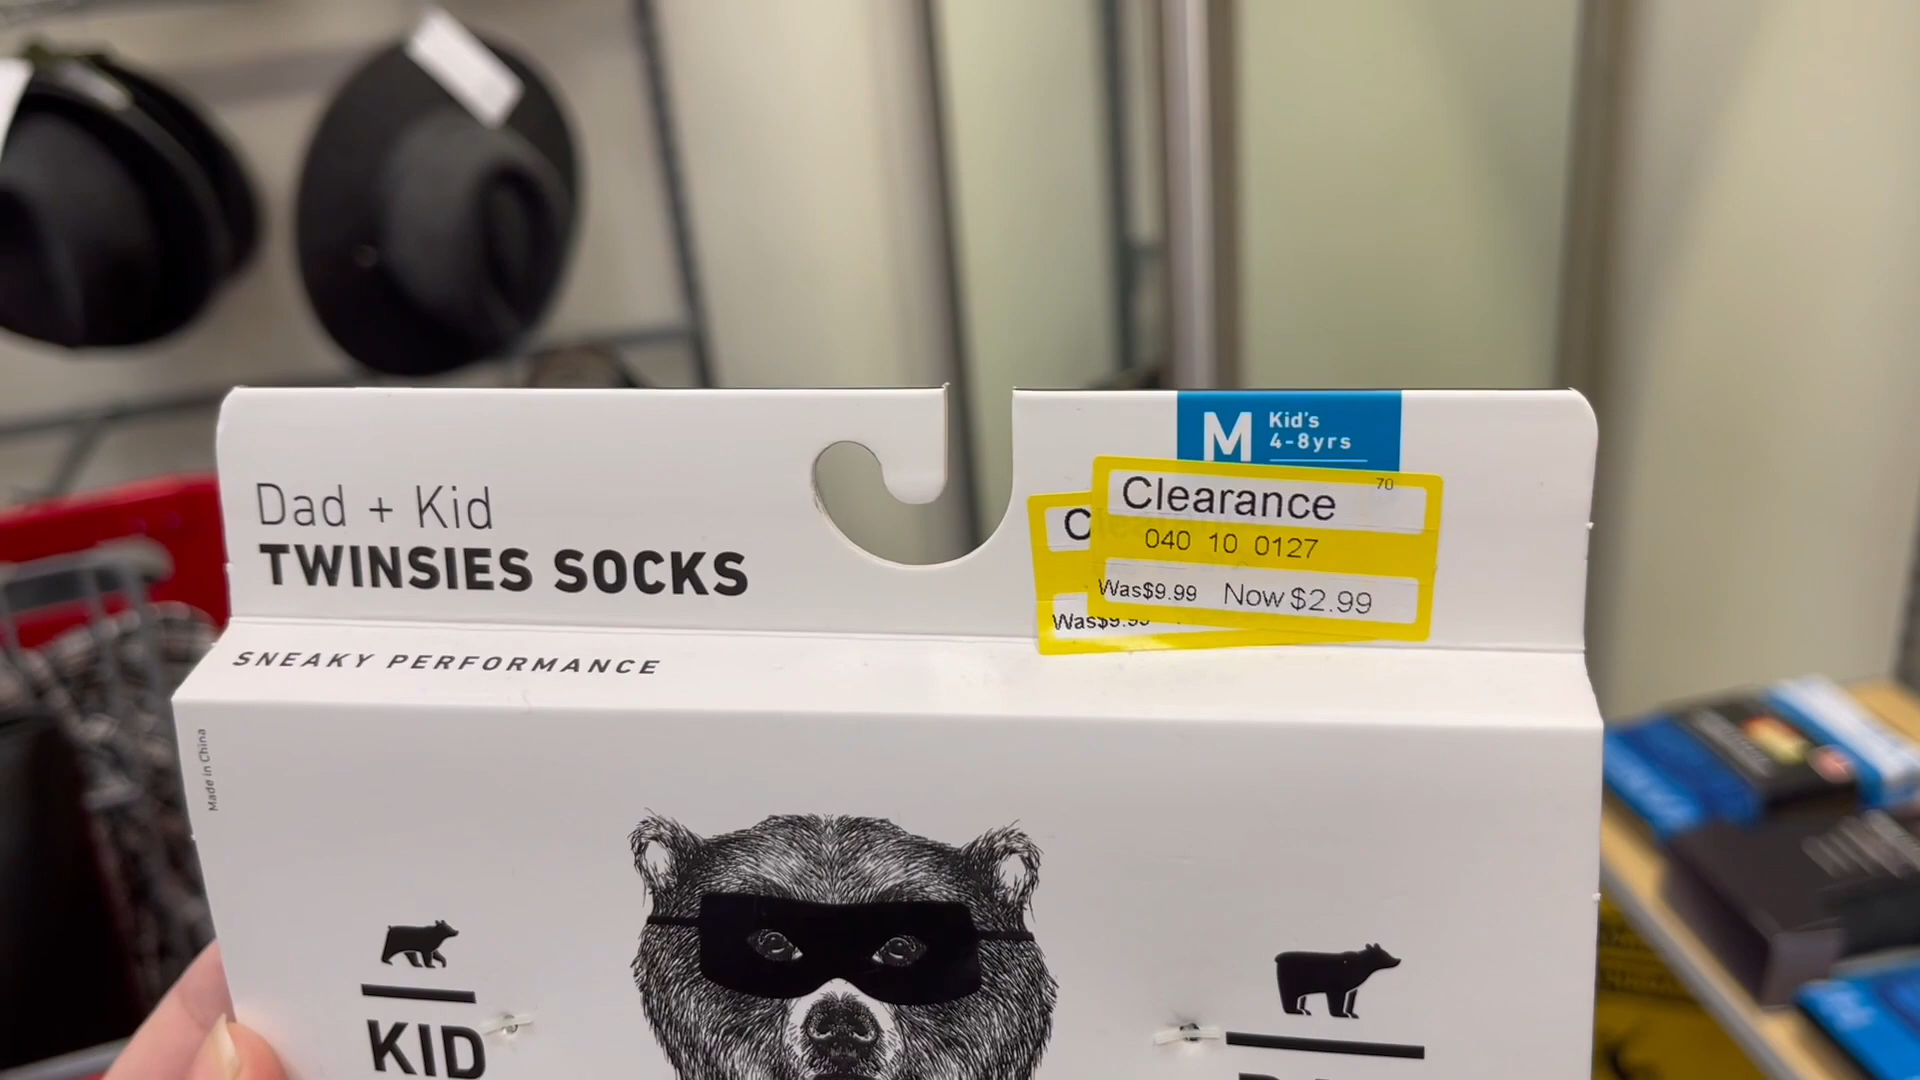 M Kid's
4-8yrs
Dad + Kid
TWINSIES SOCKS
Clearance 70
040 10 0127
Was$9.99 Now $2.99
SNEAKY PERFORMANCE
Made in China
KID